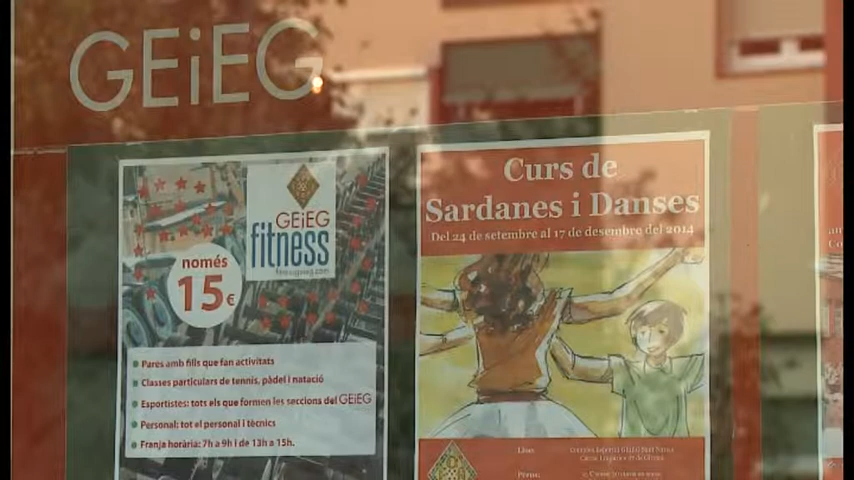 GEiEG
GEiEG
fitness
només
15€
Pares amb fills que fan activitats
Classes particulars de tennis, pàdel i natació
Esportistes: tots els que formen les seccions del GEiEG
Personal: tot el personal i tècnics
Franja horària: 7h a 9h i de 13h a 15h.
Curs de
Sardanes i Danses
Del 24 de setembre al 17 de desembre del 2014
Lloc:
Preu: